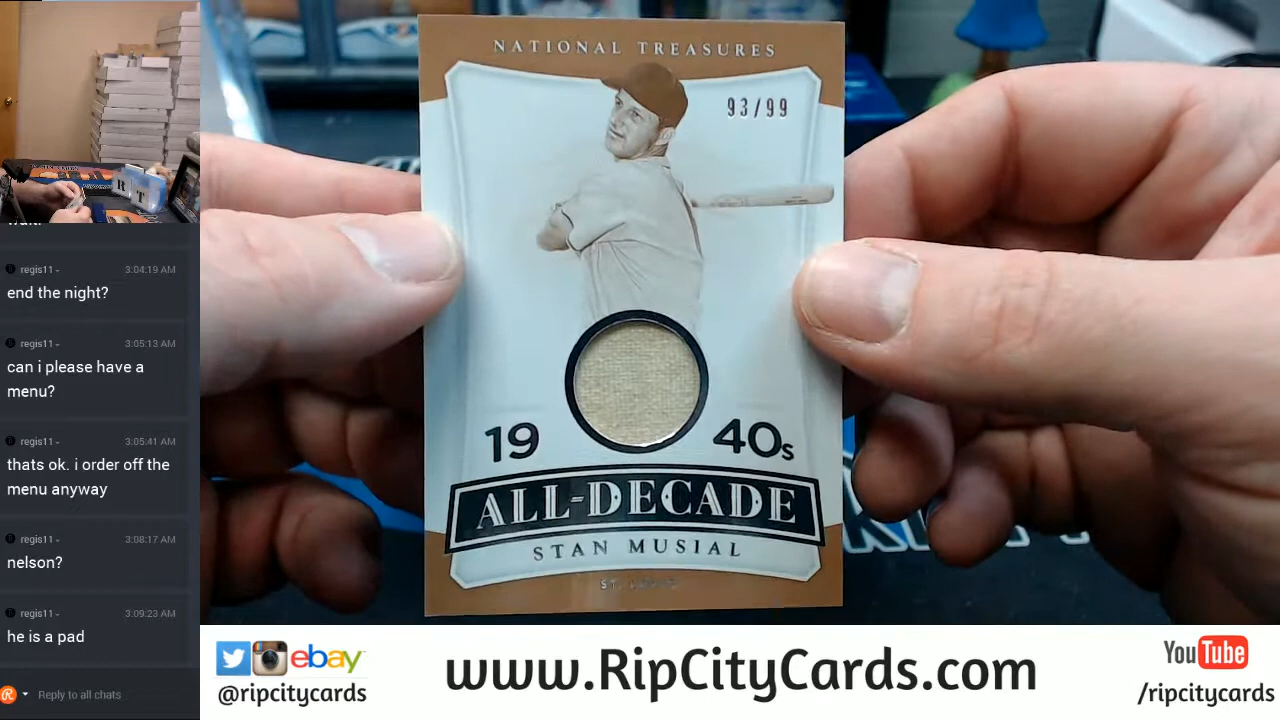 regis11
3:04:19 AM
end the night?
regis11
3:05:13 AM
can i please have a
menu?
regis11
3:05:41 AM
thats ok. i order off the
menu anyway
regis11
3:08:17 AM
nelson?
regis11
3:09:23 AM
he is a pad
Reply to all chats
R T
NATIONAL TREASURES
93/99
19 40s
ALL-DECADE
STAN MUSIAL
ST. LOUIS
ebay
@ripcitycards
www.RipCityCards.com
YouTube
/ripcitycards